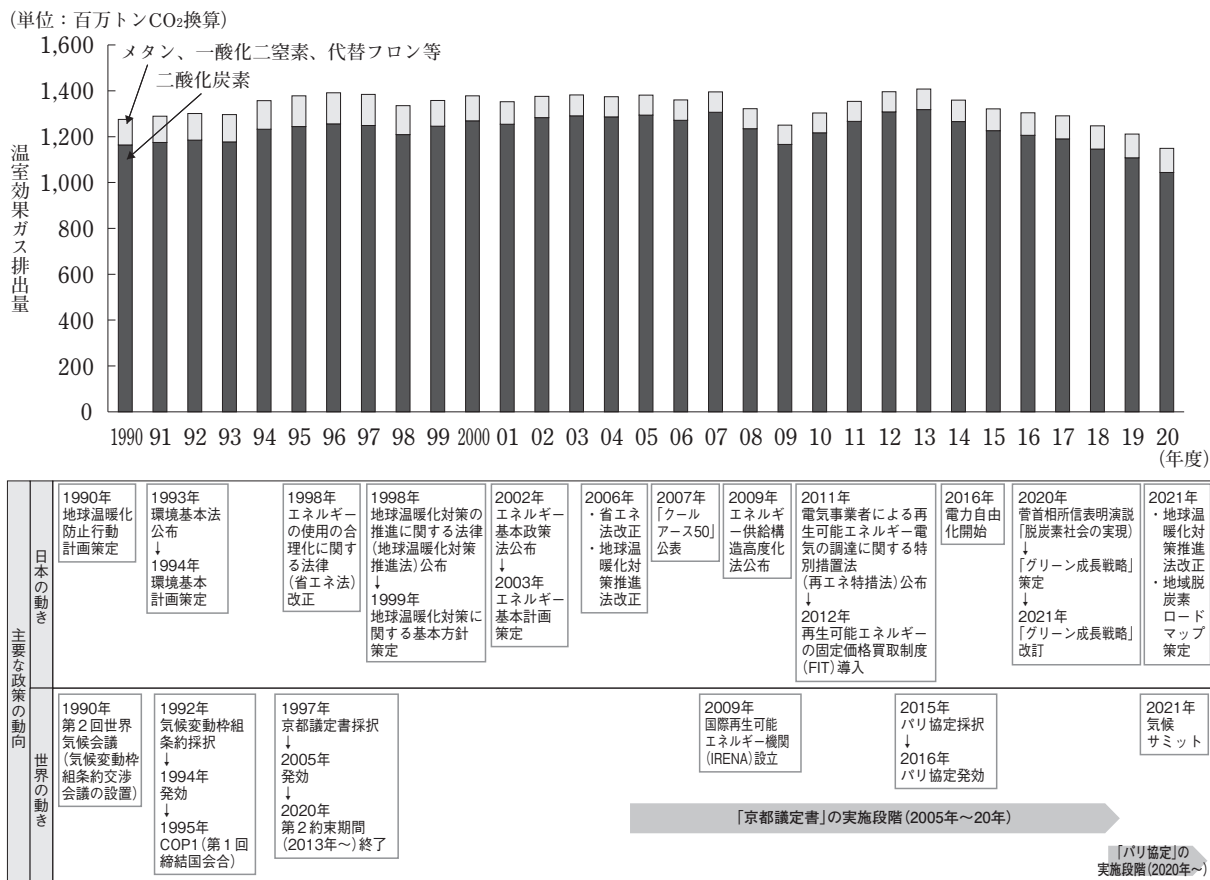 (単位：百万トンCO₂換算)
1,600
1,400
1,200
1,000
800
600
400
200
0
温室効果ガス排出量
メタン、一酸化二窒素、代替フロン等
二酸化炭素
1990 91 92 93 94 95 96 97 98 99 2000 01 02 03 04 05 06 07 08 09 10 11 12 13 14 15 16 17 18 19 20
(年度)
主要な政策の動向
日本の動き
1990年
地球温暖化
防止行動
計画策定
1993年
環境基本法
公布
↓
1994年
環境基本
計画策定
1998年
エネルギー
の使用の合
理化に関す
る法律
(省エネ法)
改正
1998年
地球温暖化対策の
推進に関する法律
(地球温暖化対策
推進法)公布
↓
1999年
地球温暖化対策に
関する基本方針
策定
2002年
エネルギー
基本政策
法公布
↓
2003年
エネルギー
基本計画
策定
2006年
・省エネ
法改正
・地球温
暖化対
策推進
法改正
2007年
「クール
アース50」
公表
2009年
エネルギ
ー供給構
造高度化
法公布
2011年
電気事業者による再
生可能エネルギー電
気の調達に関する特
別措置法
(再エネ特措法)公布
↓
2012年
再生可能エネルギー
の固定価格買取制度
(FIT)導入
2016年
電力自由
化開始
2020年
菅首相所信表明演説
「脱炭素社会の実現」
↓
「グリーン成長戦略」
策定
↓
2021年
「グリーン成長戦略」
改訂
2021年
・地球温
暖化対
策推進
法改正
・地域脱
炭素
ロード
マップ
策定
世界の動き
1990年
第2回世界
気候会議
(気候変動枠
組条約交渉
会議の設置)
1992年
気候変動枠組
条約採択
↓
1994年
発効
↓
1995年
COP1(第1回
締結国会合)
1997年
京都議定書採択
↓
2005年
発効
↓
2020年
第2約束期間
(2013年～)終了
2009年
国際再生可能
エネルギー機関
(IRENA)設立
2015年
パリ協定採択
↓
2016年
パリ協定発効
2021年
気候
サミット
「京都議定書」の実施段階(2005年～20年)
「パリ協定」の
実施段階(2020年～)